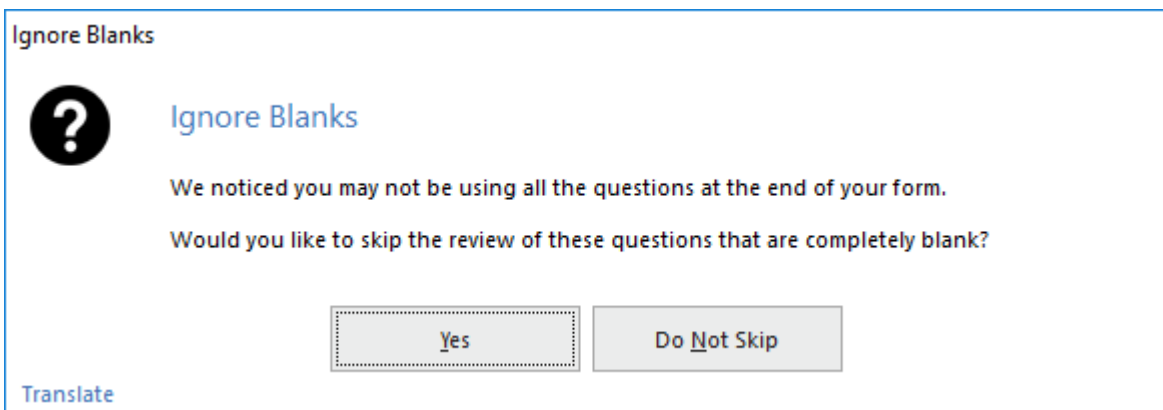 Ignore Blanks
Ignore Blanks
We noticed you may not be using all the questions at the end of your form.
Would you like to skip the review of these questions that are completely blank?
Yes
Do Not Skip
Translate